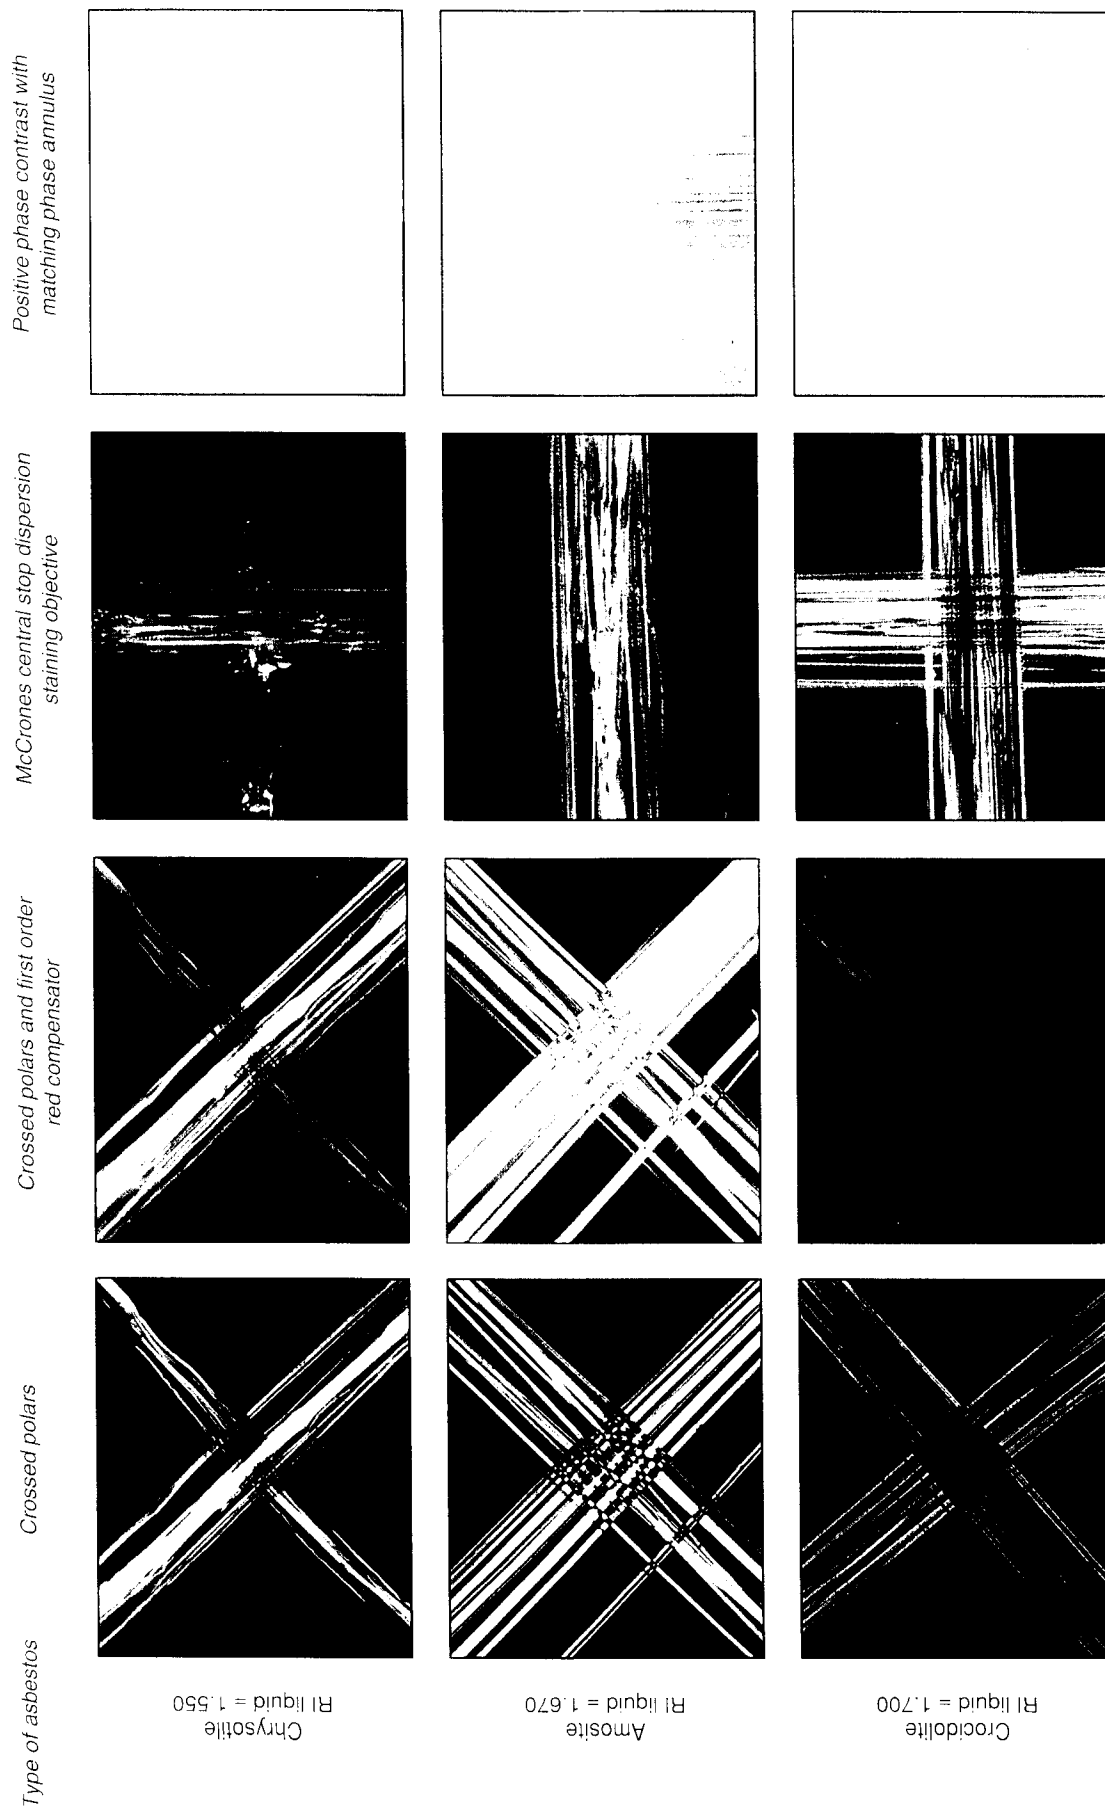 Type of asbestos
Crossed polars
Crossed polars and first order
red compensator
McCrones central stop dispersion
staining objective
Positive phase contrast with
matching phase annulus
Chrysotile
RI liquid = 1.550
Amosite
RI liquid = 1.670
Crocidolite
RI liquid = 1.700